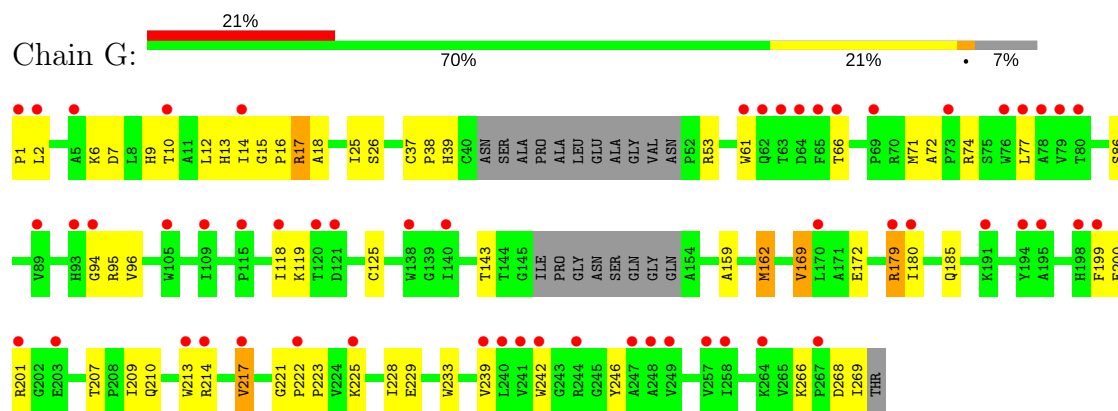 21%
Chain G:
70% 21% • 7%
P1 L2 A5 K6 D7 L8 H9 T10 A11 L12 H13 I14 G15 P16 R17 A18 I25 S26 C37 P38 H39 C40 ASN SER ALA PRO ALA LEU GLU ALA GLY VAL ASN P52 R53 W61 Q62 T63 D64 F65 T66 P69 R70 M71 A72 P73 R74 S75 W76 L77 A78 V79 T80 S86
V89 H93 G94 R95 V96 W105 I109 P115 I118 K119 T120 D121 C125 W138 G139 I140 T143 T144 G145 ILE PRO GLY ASN SER GLN GLY GLN A154 A159 M162 V169 L170 A171 E172 R179 I180 Q185 K191 Y194 A195 H198 F199
R201 G202 E203 T207 P208 I209 Q210 W213 R214 V217 G221 P222 P223 V224 K225 I228 E229 W233 V239 L240 V241 W242 G243 R244 G245 Y246 A247 A248 V249 V257 I258 K264 V265 K266 P267 D268 I269 THR